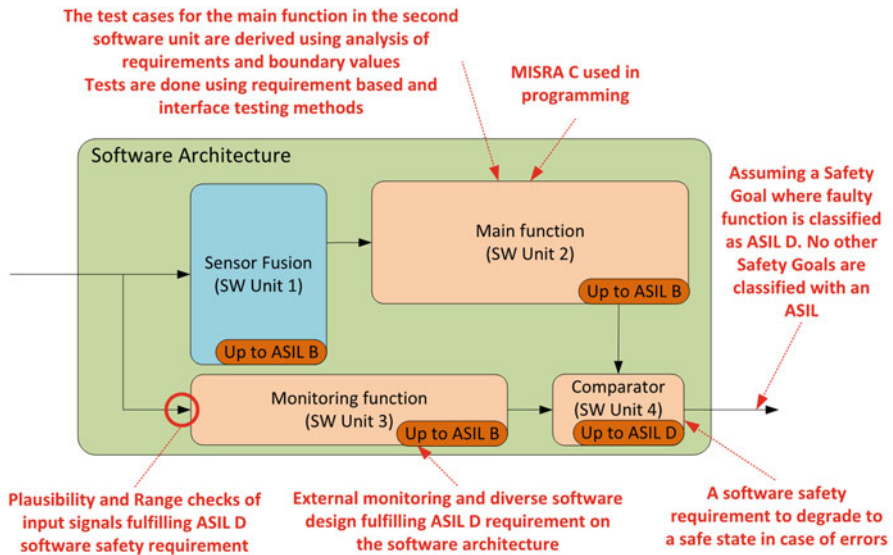 The test cases for the main function in the second
software unit are derived using analysis of
requirements and boundary values
Tests are done using requirement based and
interface testing methods
MISRA C used in
programming
Software Architecture
Assuming a Safety
Goal where faulty
function is classified
as ASIL D. No other
Safety Goals are
classified with an
ASIL
Sensor Fusion
(SW Unit 1)
Up to ASIL B
Main function
(SW Unit 2)
Up to ASIL B
Monitoring function
(SW Unit 3)
Up to ASIL B
Comparator
(SW Unit 4)
Up to ASIL D
Plausibility and Range checks of
input signals fulfilling ASIL D
software safety requirement
External monitoring and diverse software
design fulfilling ASIL D requirement on
the software architecture
A software safety
requirement to degrade to
a safe state in case of errors